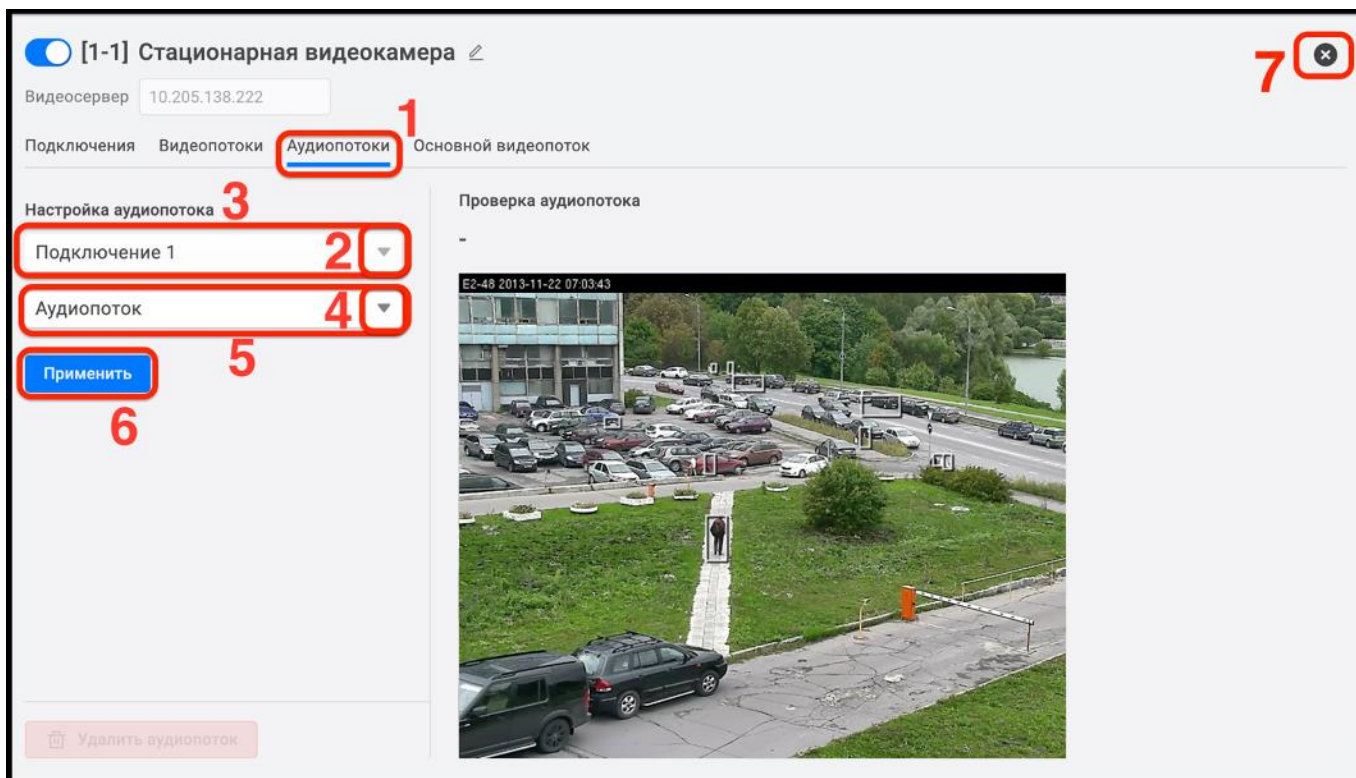 [1-1] Стационарная видеокамера
7
Видеосервер 10.205.138.222
1
Подключения Видеопотоки Аудиопотоки Основной видеопоток
Настройка аудиопотока 3
Проверка аудиопотока
Подключение 1 2
-
E2-48 2013-11-22 07:03:43
Аудиопоток 4
5
Применить
6
Удалить аудиопоток